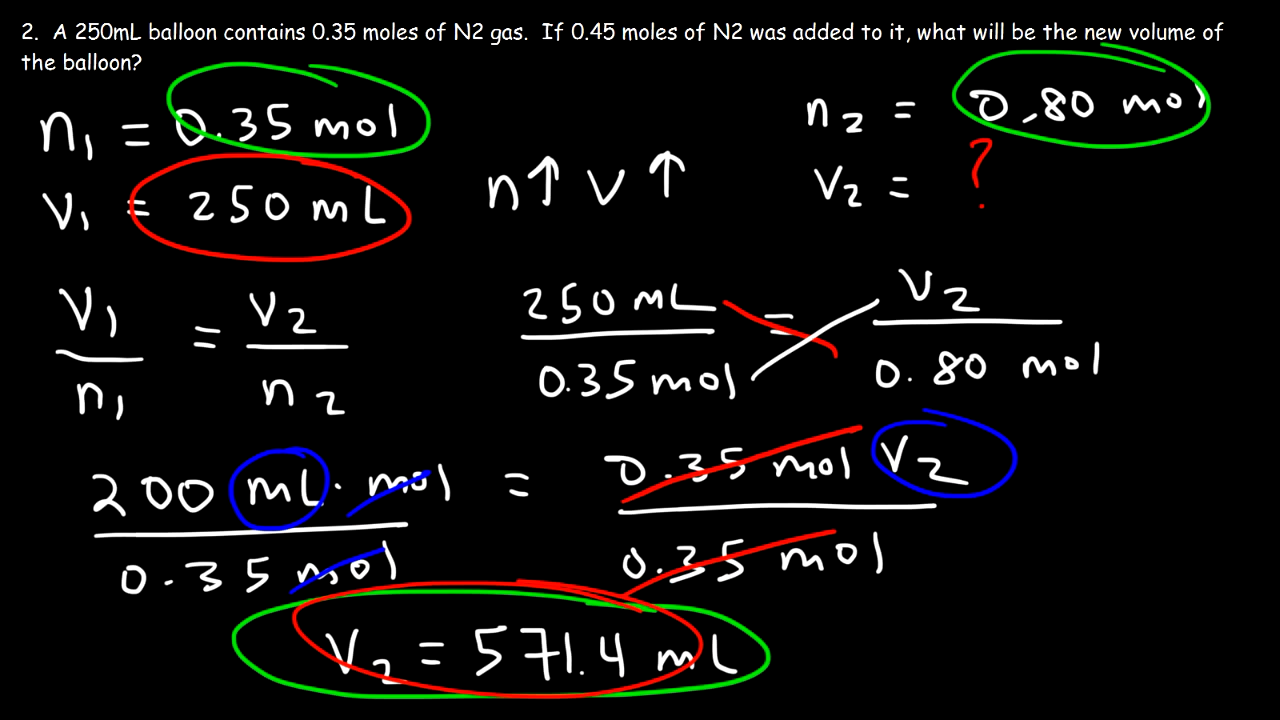 2. A 250mL balloon contains 0.35 moles of N2 gas. If 0.45 moles of N2 was added to it, what will be the new volume of
the balloon?
n₁ = 0.35 mol
n₂ = 0.80 mol
V₁ = 250 mL
n↑ V↑
V₂ = ?
V₁/n₁ = V₂/n₂
250 mL/0.35 mol = V₂/0.80 mol
200 mL · mol/0.35 mol = 0.35 mol V₂/0.35 mol
V₂ = 571.4 mL